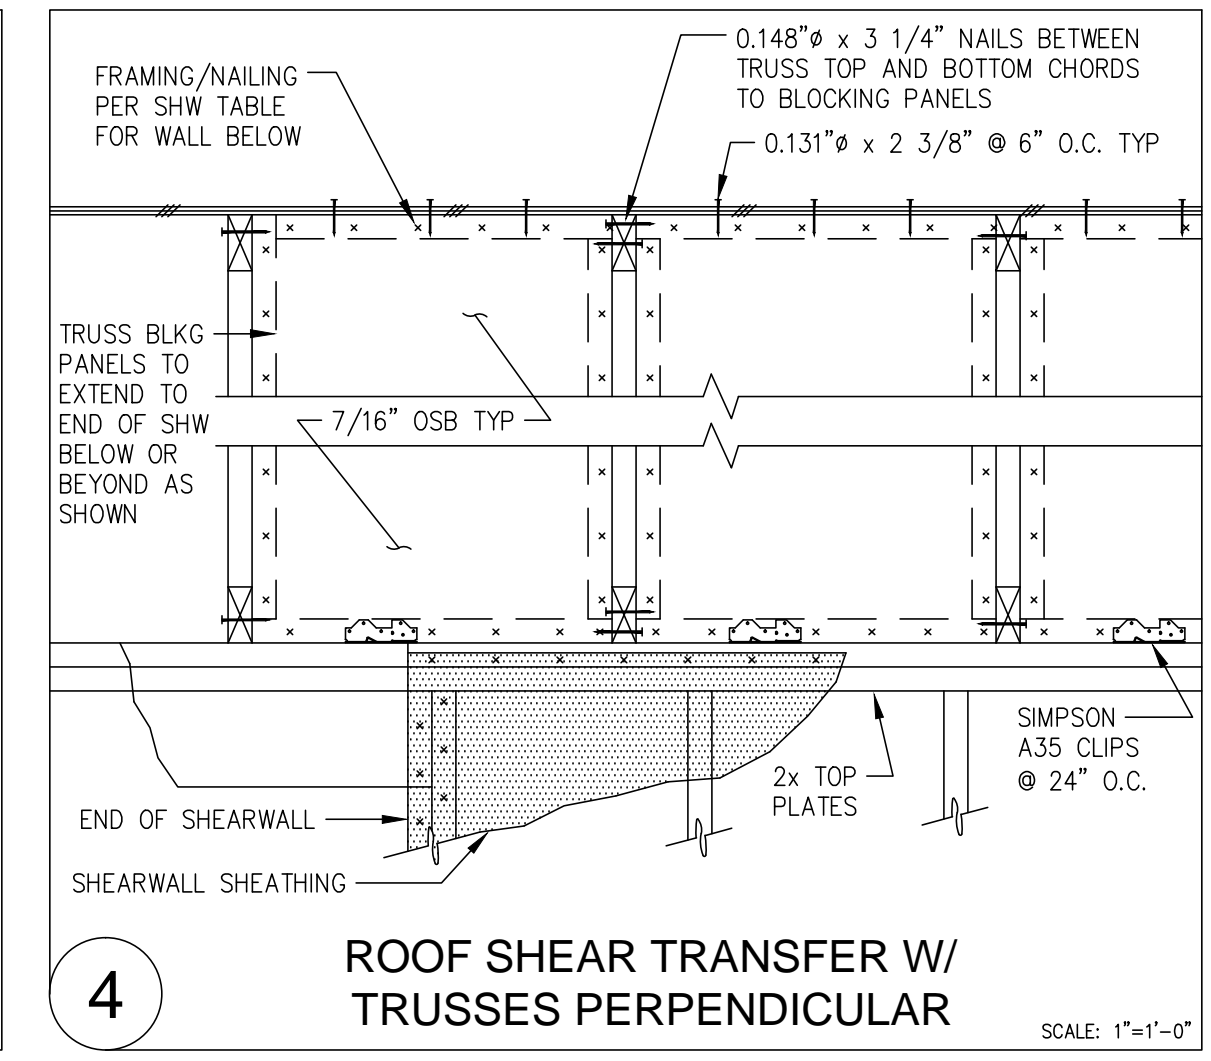 0.148"ø x 3 1/4" NAILS BETWEEN
TRUSS TOP AND BOTTOM CHORDS
TO BLOCKING PANELS
FRAMING/NAILING
PER SHW TABLE
FOR WALL BELOW
0.131"ø x 2 3/8" @ 6" O.C. TYP
TRUSS BLKG
PANELS TO
EXTEND TO
END OF SHW
BELOW OR
BEYOND AS
SHOWN
7/16" OSB TYP
SIMPSON
A35 CLIPS
@ 24" O.C.
2x TOP
PLATES
END OF SHEARWALL
SHEARWALL SHEATHING
4
ROOF SHEAR TRANSFER W/
TRUSSES PERPENDICULAR
SCALE: 1"=1'-0"